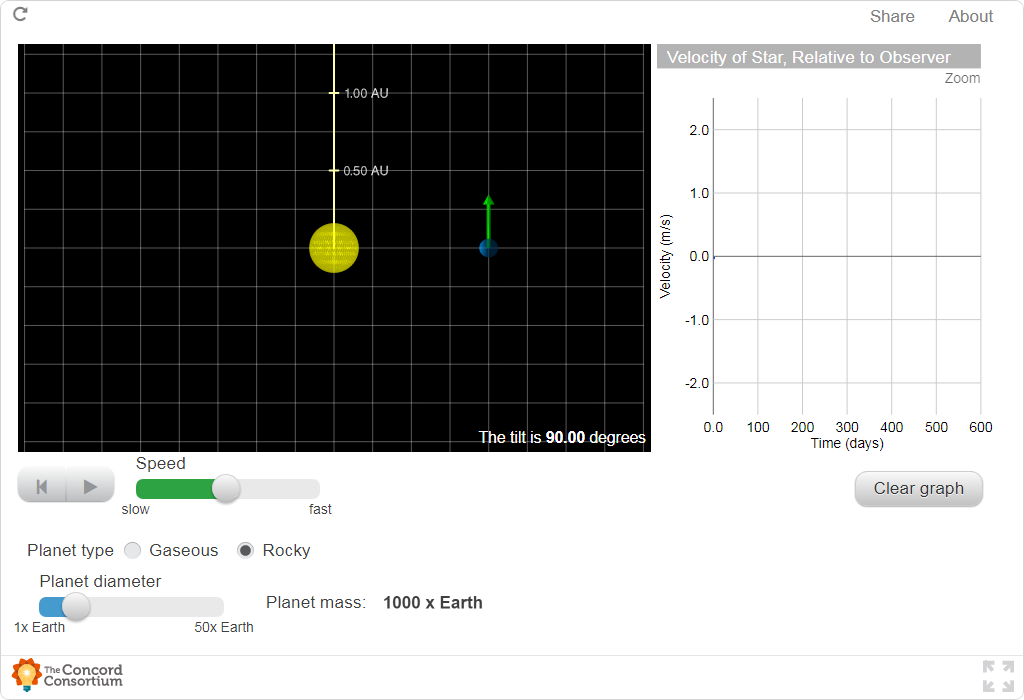 Share About
Velocity of Star, Relative to Observer
Zoom
1.00 AU
0.50 AU
The tilt is 90.00 degrees
2.0
1.0
0.0
-1.0
-2.0
Velocity (m/s)
0.0 100 200 300 400 500 600
Time (days)
Speed
slow fast
Clear graph
Planet type Gaseous Rocky
Planet diameter
1x Earth 50x Earth
Planet mass: 1000 x Earth
The Concord
Consortium